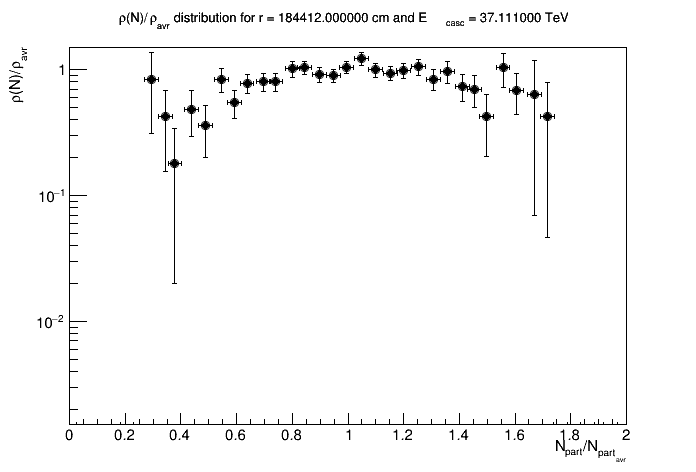 ρ(N)/ρavr distribution for r = 184412.000000 cm and E casc = 37.111000 TeV
ρ(N)/ρavr
1
10−1
10−2
0 0.2 0.4 0.6 0.8 1 1.2 1.4 1.6 1.8 2
Npart/Npartavr